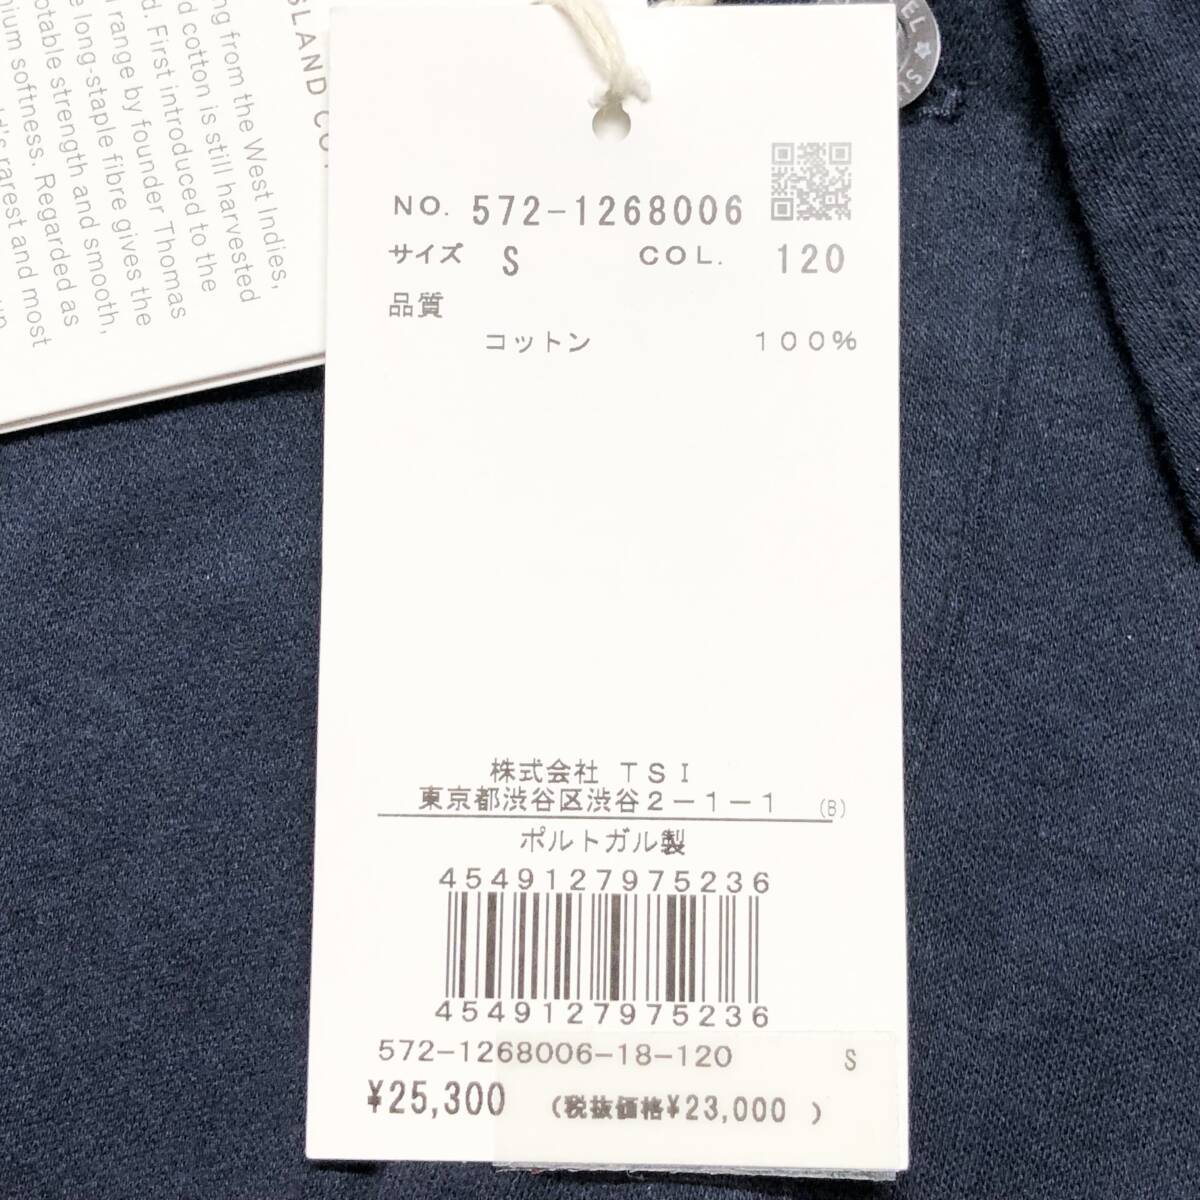 SLAND CO
ng from the West Indies,
d cotton is still harvested
d. First introduced to the
range by founder Thomas
e long-staple fibre gives the
otable strength and smooth,
ium softness. Regarded as
d's rarest and most
NO. 572-1268006
サイズ S COL. 120
品質
コットン 100%
株式会社 TSI
東京都渋谷区渋谷2-1-1 (B)
ポルトガル製
4549127975236
4549127975236
572-1268006-18-120 S
¥25,300 (税抜価格¥23,000 )